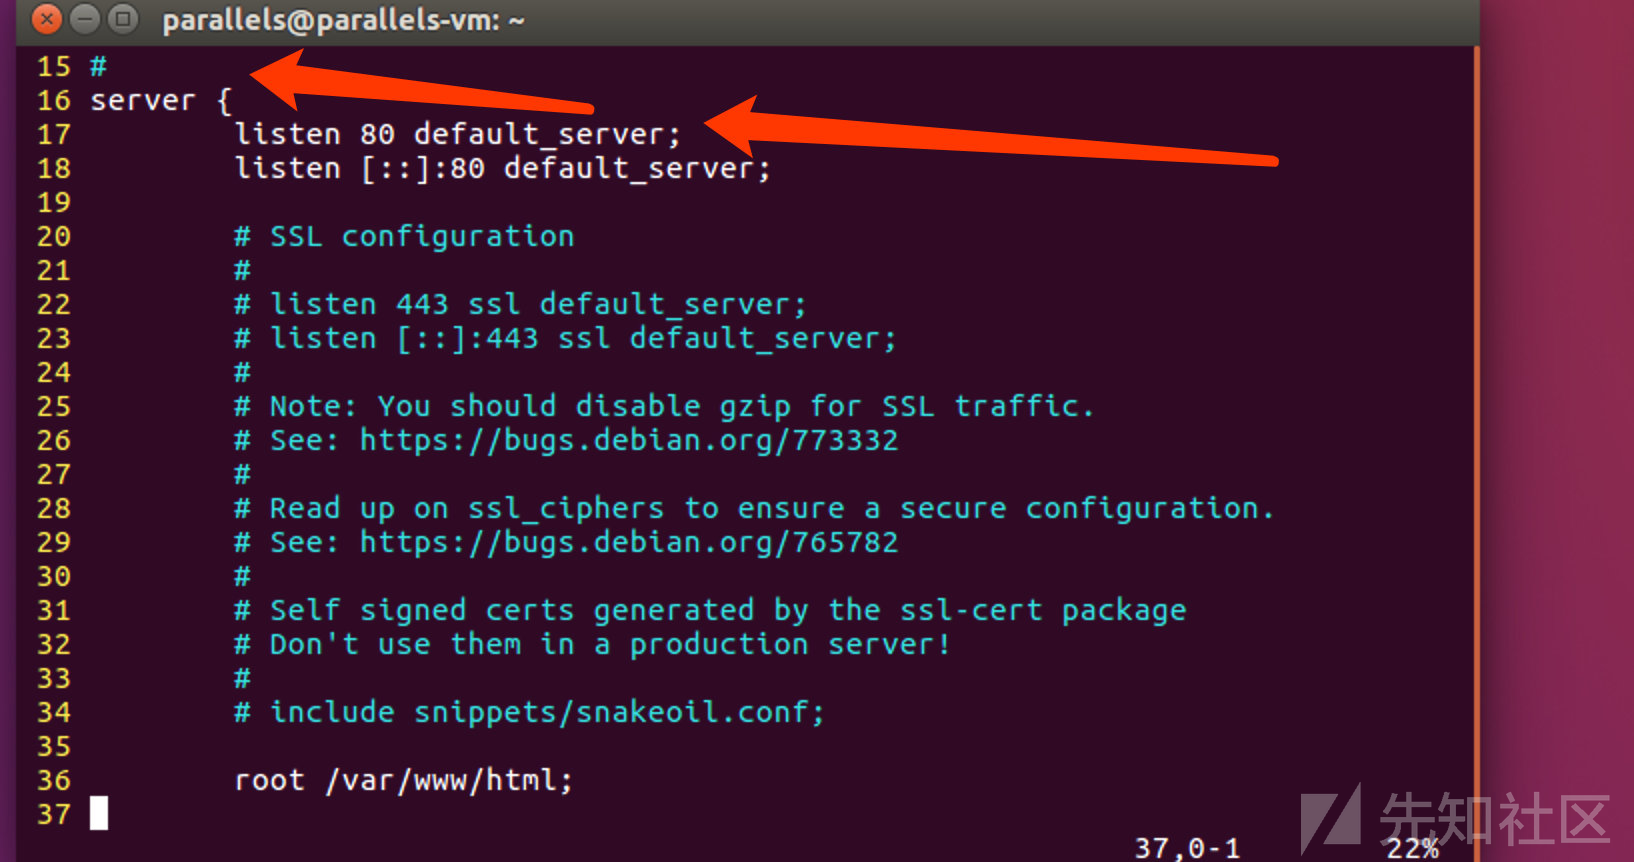 parallels@parallels-vm: ~
15 #
16 server {
17 listen 80 default_server;
18 listen [::]:80 default_server;
19
20 # SSL configuration
21 #
22 # listen 443 ssl default_server;
23 # listen [::]:443 ssl default_server;
24 #
25 # Note: You should disable gzip for SSL traffic.
26 # See: https://bugs.debian.org/773332
27 #
28 # Read up on ssl_ciphers to ensure a secure configuration.
29 # See: https://bugs.debian.org/765782
30 #
31 # Self signed certs generated by the ssl-cert package
32 # Don't use them in a production server!
33 #
34 # include snippets/snakeoil.conf;
35
36 root /var/www/html;
37
37,0-1 22%
先知社区